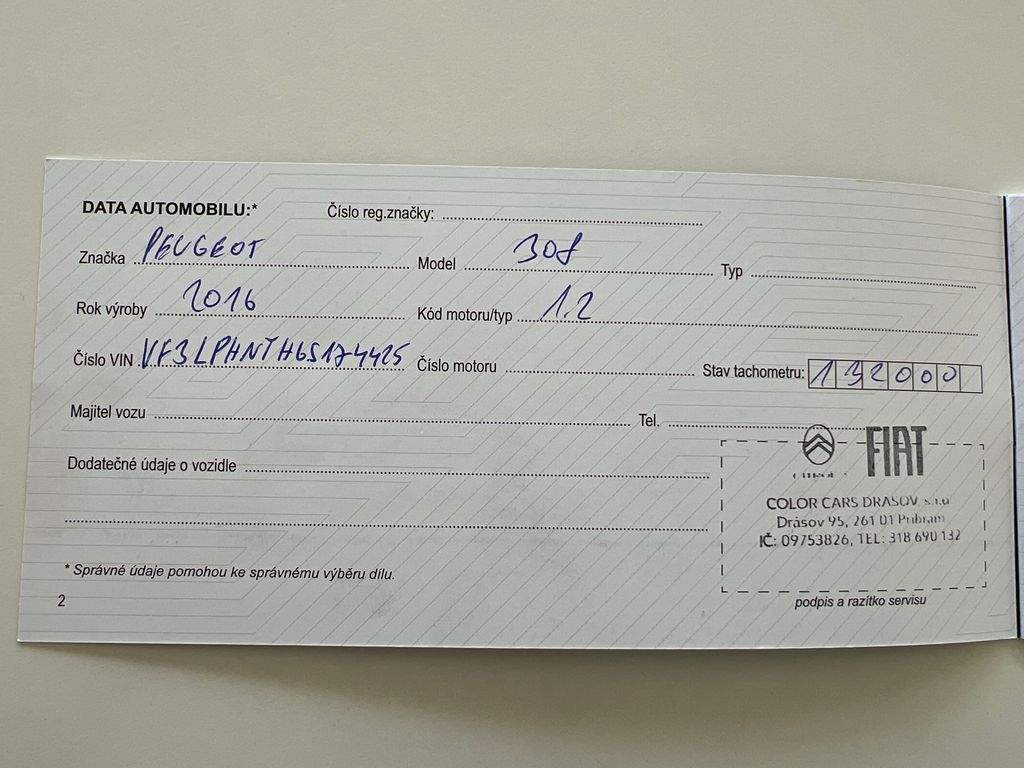 DATA AUTOMOBILU:* Číslo reg.značky:
Značka PEUGEOT Model 308 Typ
Rok výroby 2016 Kód motoru/typ 1.2
Číslo VIN VF3LPHNYHGS174425 Číslo motoru Stav tachometru: 132000
Majitel vozu Tel.
Dodatečné údaje o vozidle
FIAT
COLOR CARS DRASOV, s.r.o
Drásov 95, 261 01 Příbram
IČ: 09753826, TEL: 318 690 132
* Správné údaje pomohou ke správnému výběru dílu.
2 podpis a razítko servisu